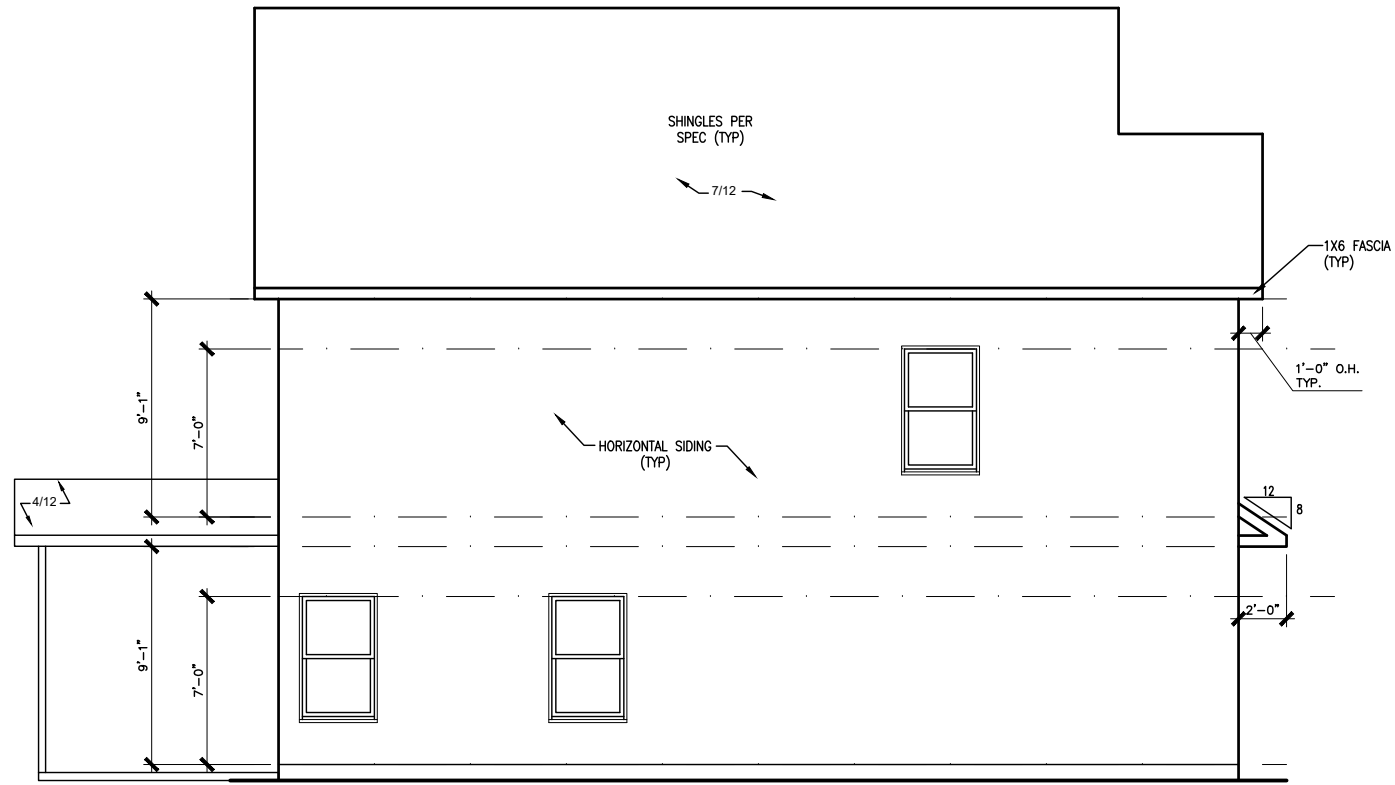 SHINGLES PER
SPEC (TYP)
7/12
1X6 FASCIA
(TYP)
1'-0" O.H.
TYP.
9'-1"
7'-0"
HORIZONTAL SIDING
(TYP)
4/12
12
8
2'-0"
9'-1"
7'-0"